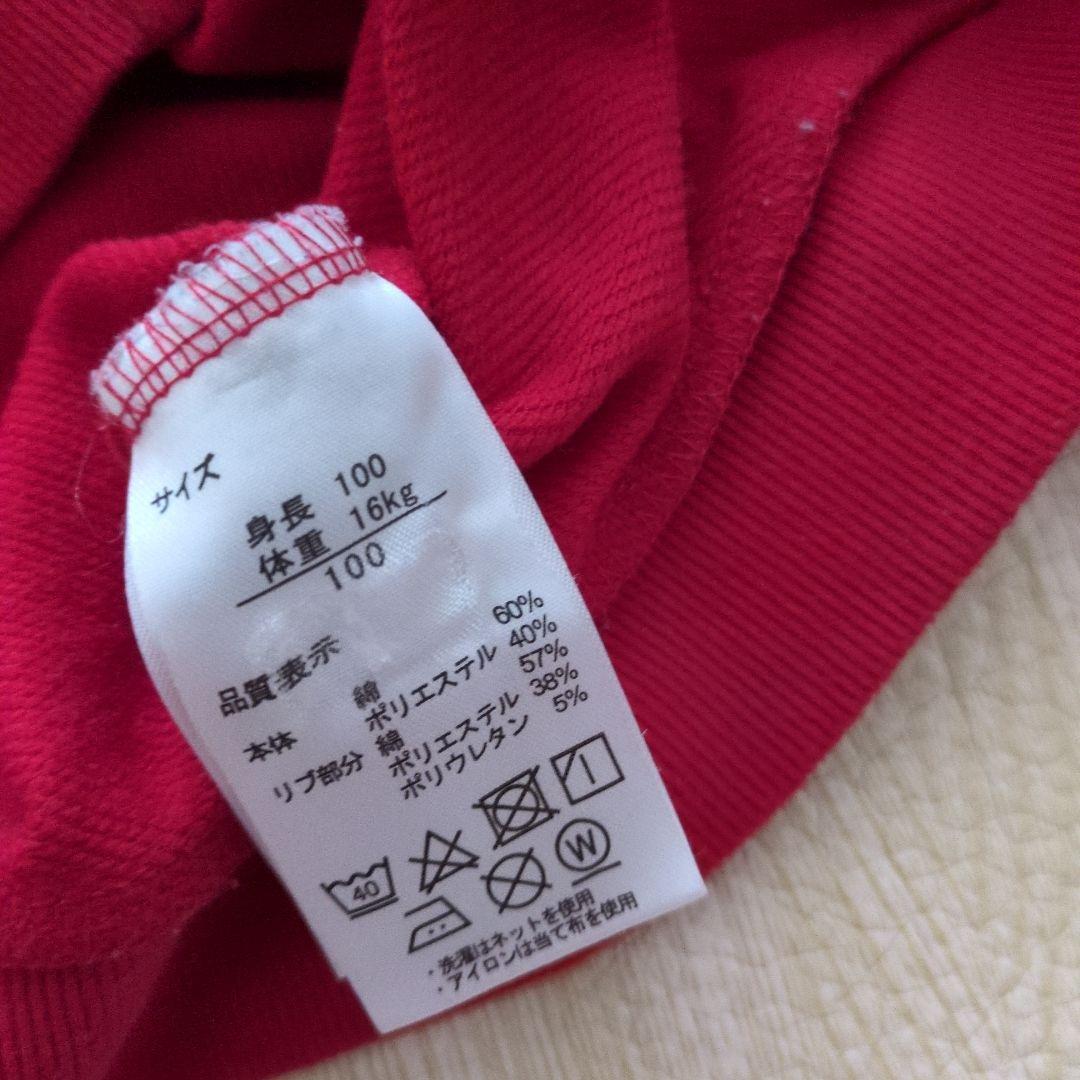 サイズ
身長 100
体重 16kg
100
品質表示
本体 綿 60%
ポリエステル 40%
リブ部分 綿 57%
ポリエステル 38%
ポリウレタン 5%
40
W
・洗濯はネットを使用
・アイロンは当て布を使用